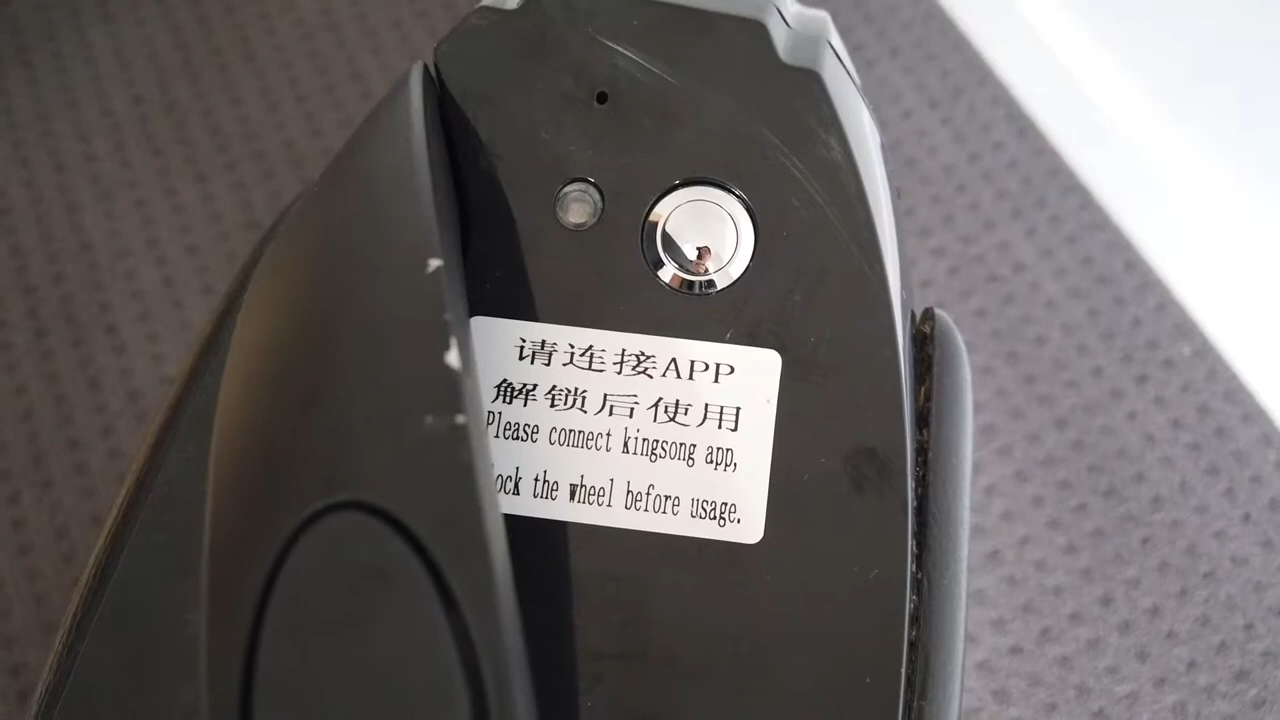 请连接APP
解锁后使用
Please connect kingsong app,
ock the wheel before usage.